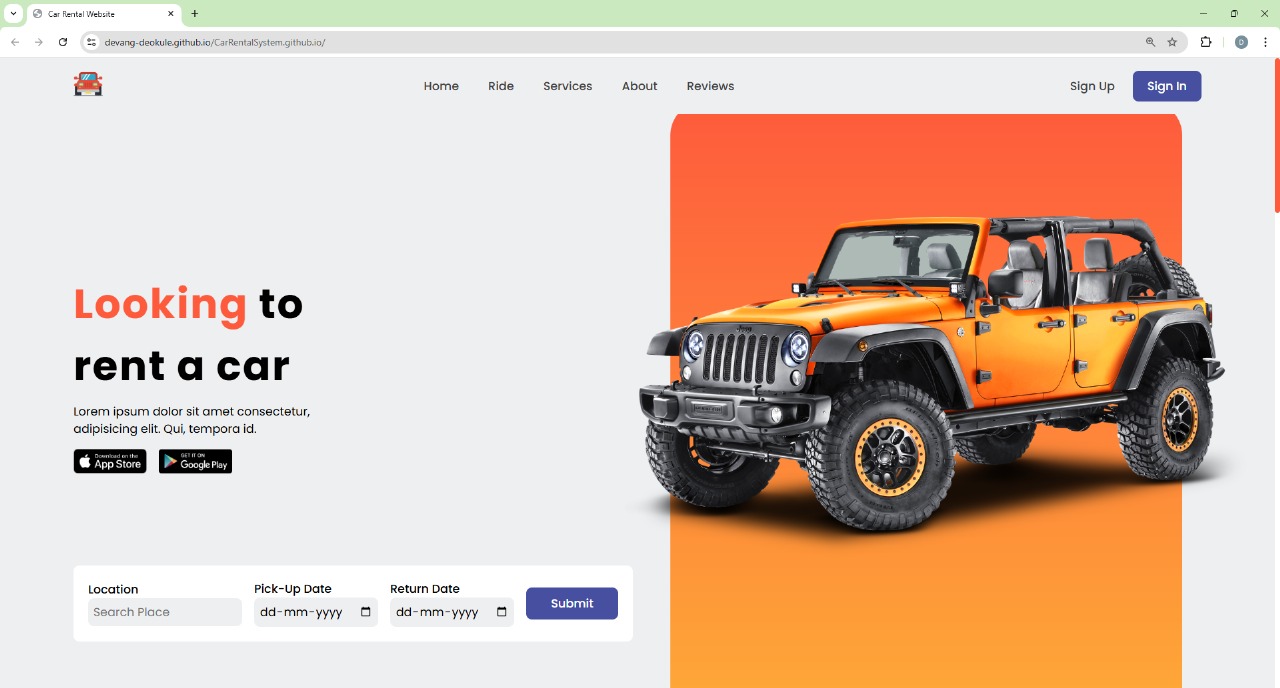 Car Rental Website
devang-deokule.github.io/CarRentalSystem.github.io/
D
Home Ride Services About Reviews Sign Up Sign In
Looking to
rent a car
Lorem ipsum dolor sit amet consectetur,
adipisicing elit. Qui, tempora id.
Download on the
App Store
GET IT ON
Google Play
Location Pick-Up Date Return Date
Search Place dd-mm-yyyy dd-mm-yyyy Submit